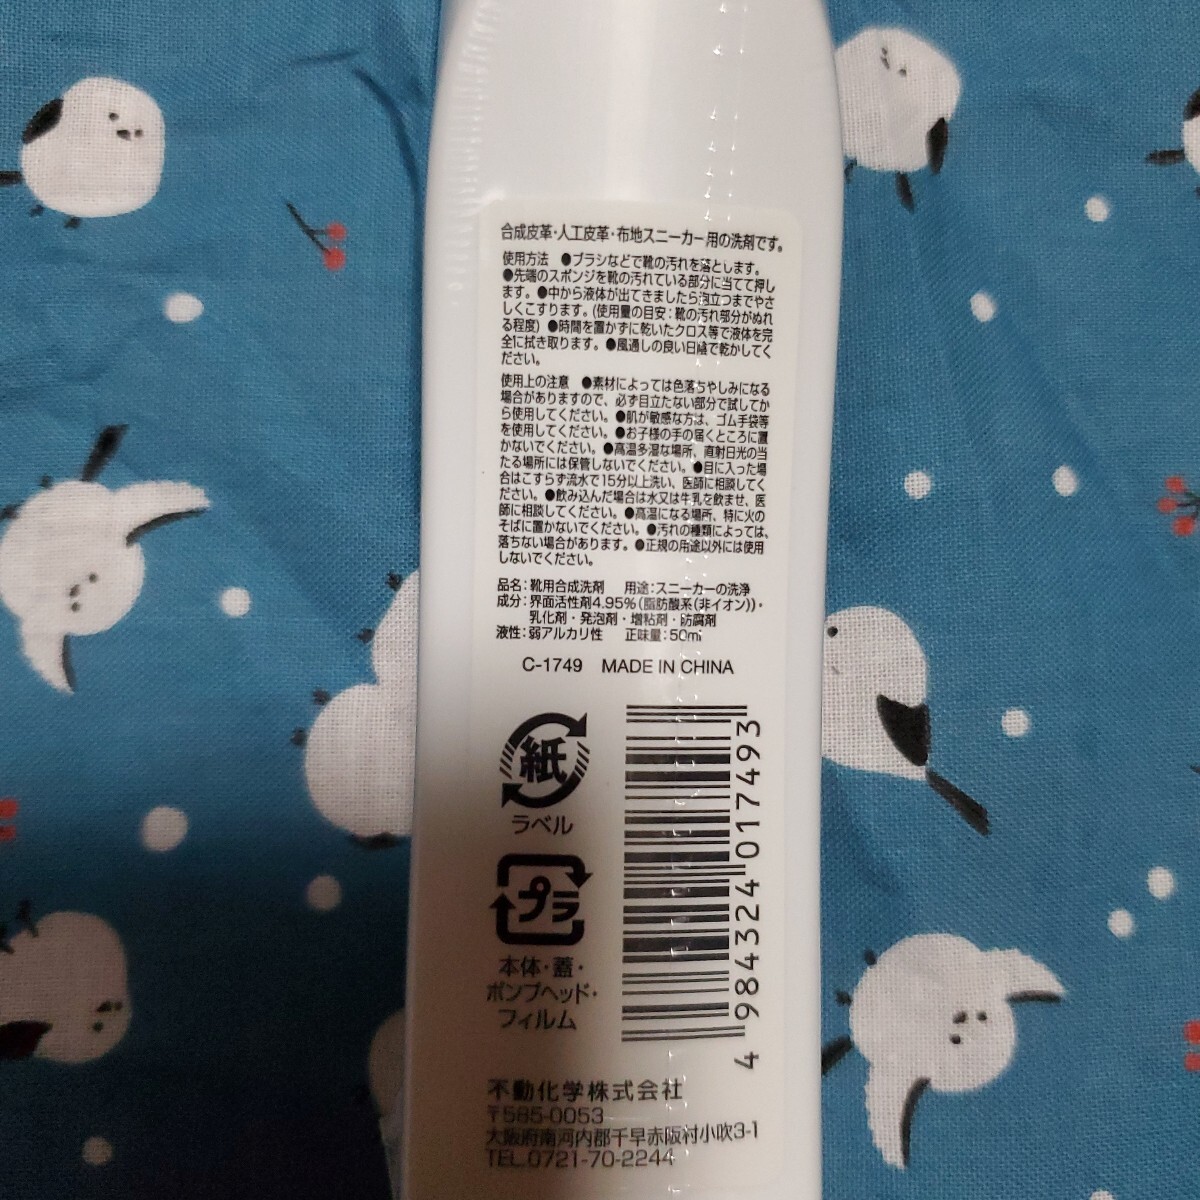 合成皮革・人工皮革・布地スニーカー用の洗剤です。
使用方法 ●ブラシなどで靴の汚れを落とします。
●先端のスポンジを靴の汚れている部分に当てて押し
ます。●中から液体が出てきましたら泡立つまでやさ
しくこすります。(使用量の目安:靴の汚れ部分がぬれ
る程度) ●時間を置かずに乾いたクロス等で液体を完
全に拭き取ります。●風通しの良い日陰で乾かしてく
ださい。
使用上の注意 ●素材によっては色落ちやしみになる
場合がありますので、必ず目立たない部分で試してか
ら使用してください。●肌が敏感な方は、ゴム手袋等
を使用してください。●お子様の手の届くところに置
かないでください。●高温多湿な場所、直射日光の当
たる場所には保管しないでください。●目に入った場
合はこすらず流水で15分以上洗い、医師に相談してく
ださい。●飲み込んだ場合は水又は牛乳を飲ませ、医
師に相談してください。●高温になる場所、特に火の
そばに置かないでください。●汚れの種類によっては、
落ちない場合があります。●正規の用途以外には使用
しないでください。
品名:靴用合成洗剤 用途:スニーカーの洗浄
成分:界面活性剤4.95%(脂肪酸系(非イオン))・
乳化剤・発泡剤・増粘剤・防腐剤
液性:弱アルカリ性 正味量:50ml
C-1749 MADE IN CHINA
紙
ラベル
プラ
本体・蓋・
ポンプヘッド・
フィルム
4 984324 017493
不動化学株式会社
〒585-0053
大阪府南河内郡千早赤阪村小吹3-1
TEL.0721-70-2244